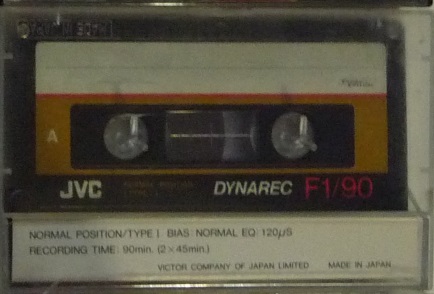 A
JVC DYNAREC F1/90
NORMAL POSITION/TYPE I BIAS: NORMAL EQ: 120μS
RECORDING TIME: 90min. (2 × 45min.)
VICTOR COMPANY OF JAPAN LIMITED MADE IN JAPAN